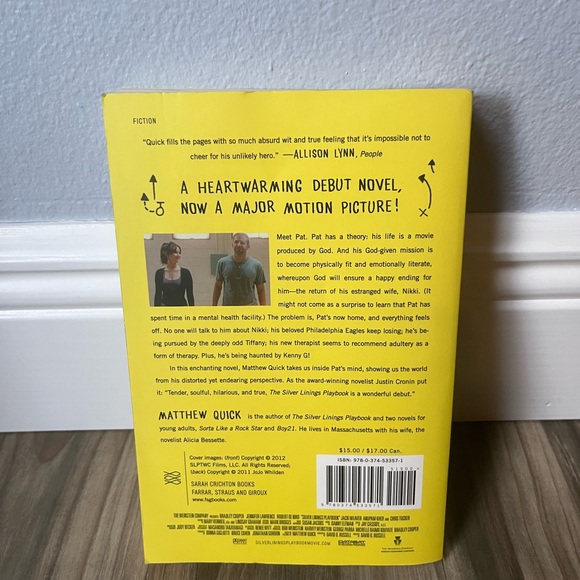 FICTION
"Quick fills the pages with so much absurd wit and true feeling that it's impossible not to
cheer for his unlikely hero." —ALLISON LYNN, People
A HEARTWARMING DEBUT NOVEL,
NOW A MAJOR MOTION PICTURE!
Meet Pat. Pat has a theory: his life is a movie
produced by God. And his God-given mission is
to become physically fit and emotionally literate,
whereupon God will ensure a happy ending for
him—the return of his estranged wife, Nikki. (It
might not come as a surprise to learn that Pat has
spent time in a mental health facility.) The problem is, Pat's now home, and everything feels
off. No one will talk to him about Nikki; his beloved Philadelphia Eagles keep losing; he's be-
ing pursued by the deeply odd Tiffany; his new therapist seems to recommend adultery as a
form of therapy. Plus, he's being haunted by Kenny G!
In this enchanting novel, Matthew Quick takes us inside Pat's mind, showing us the world
from his distorted yet endearing perspective. As the award-winning novelist Justin Cronin put
it: "Tender, soulful, hilarious, and true, The Silver Linings Playbook is a wonderful debut."
MATTHEW QUICK is the author of The Silver Linings Playbook and two novels for
young adults, Sorta Like a Rock Star and Boy21. He lives in Massachusetts with his wife, the
novelist Alicia Bessette.
Cover images: (front) Copyright © 2012
SLPTWC Films, LLC. All Rights Reserved;
(back) Copyright © 2011 JoJo Whilden
SARAH CRICHTON BOOKS
FARRAR, STRAUS AND GIROUX
www.fsgbooks.com
$15.00 / $17.00 Can.
ISBN: 978-0-374-53357-1
SILVERLININGSPLAYBOOKMOVIE.COM